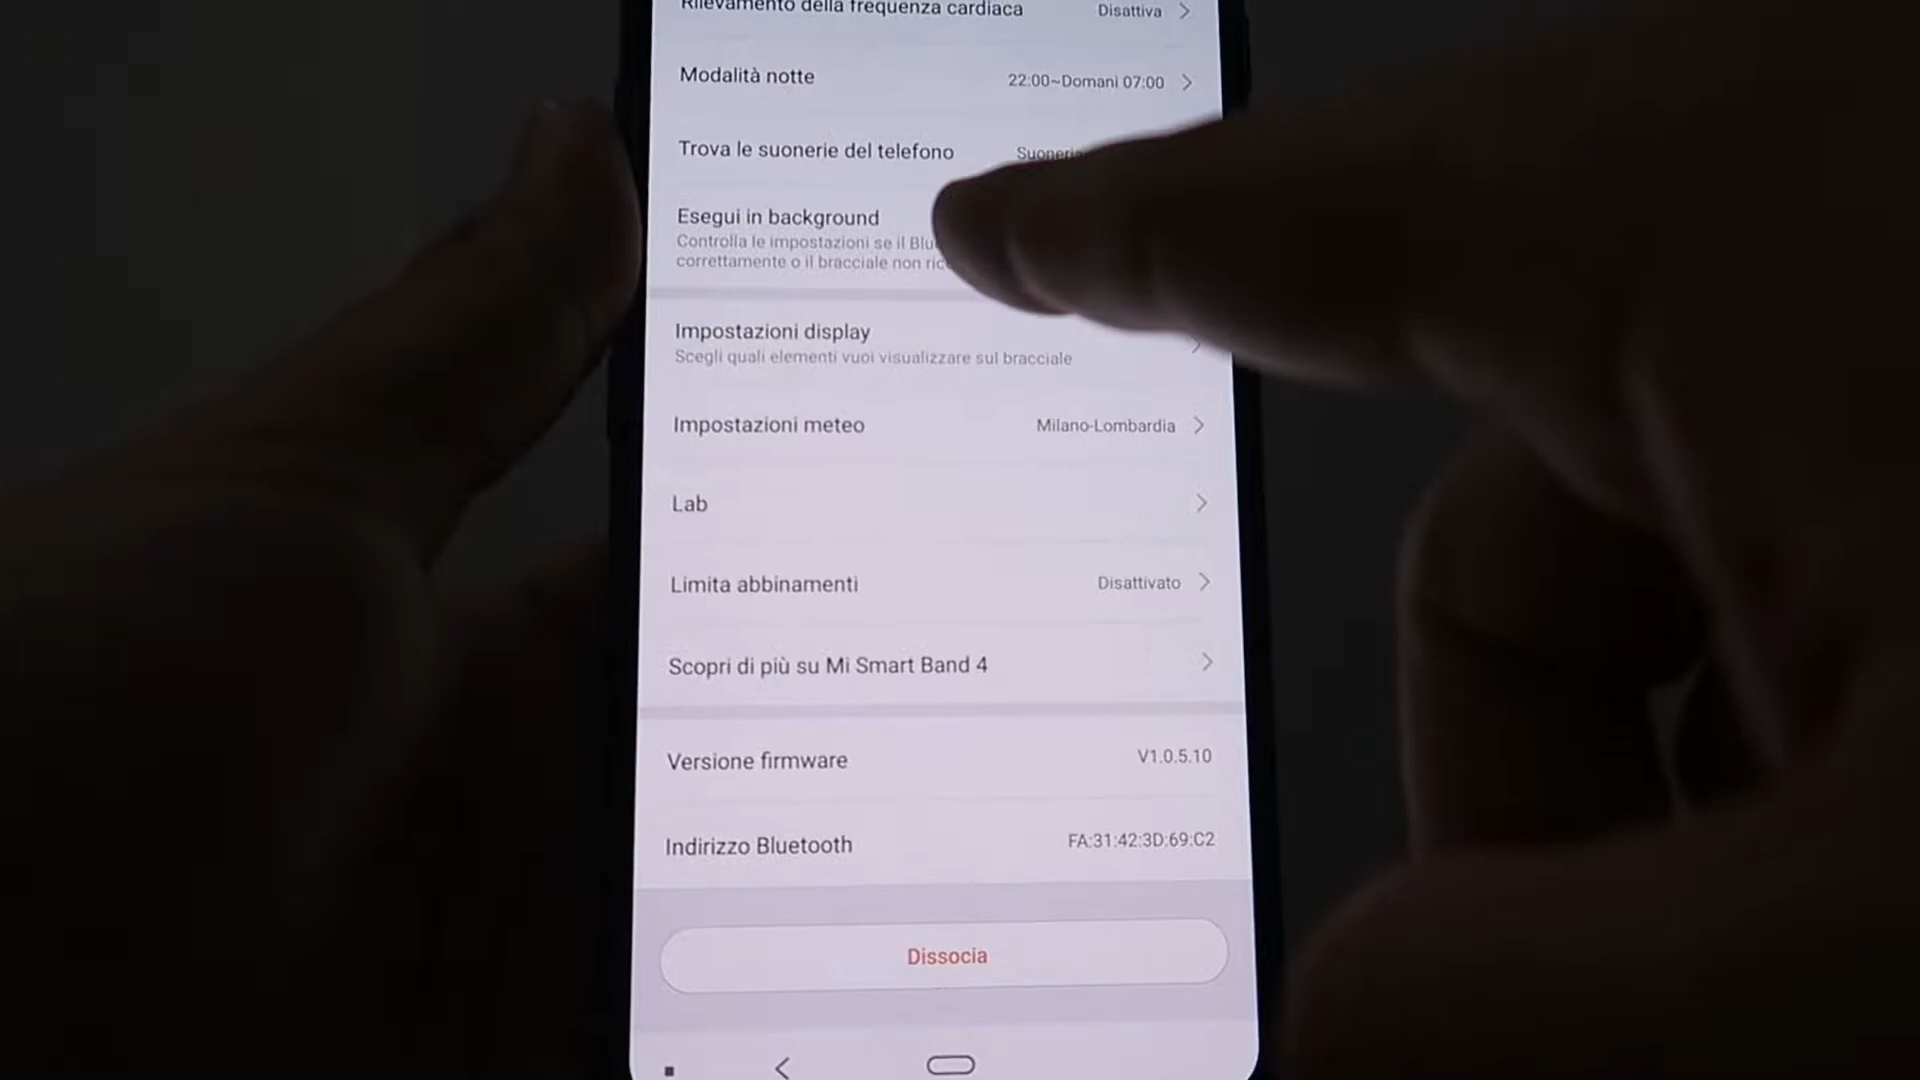 Rilevamento della frequenza cardiaca Disattiva
Modalità notte 22:00~Domani 07:00
Trova le suonerie del telefono
Esegui in background
Controlla le impostazioni se il
correttamente o il bracciale non
Impostazioni display
Scegli quali elementi vuoi visualizzare sul bracciale
Impostazioni meteo Milano-Lombardia
Lab
Limita abbinamenti Disattivato
Scopri di più su Mi Smart Band 4
Versione firmware V1.0.5.10
Indirizzo Bluetooth FA:31:42:3D:69:C2
Dissocia